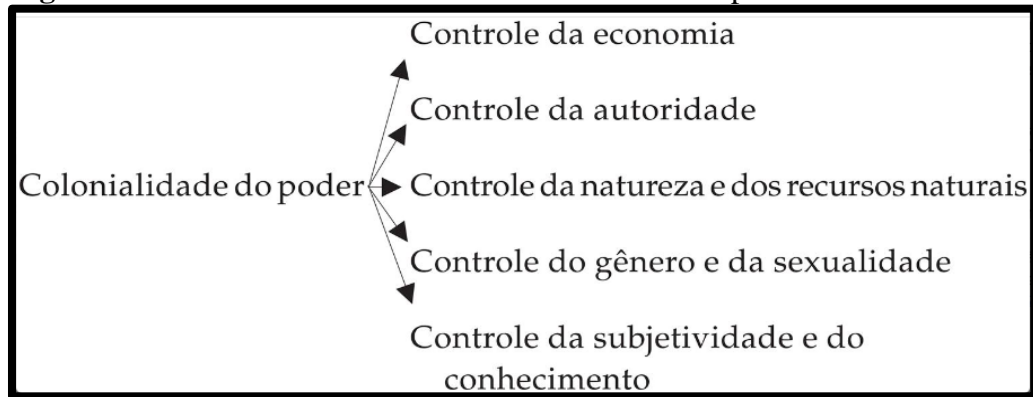 Controle da economia
Controle da autoridade
Colonialidade do poder Controle da natureza e dos recursos naturais
Controle do gênero e da sexualidade
Controle da subjetividade e do
conhecimento